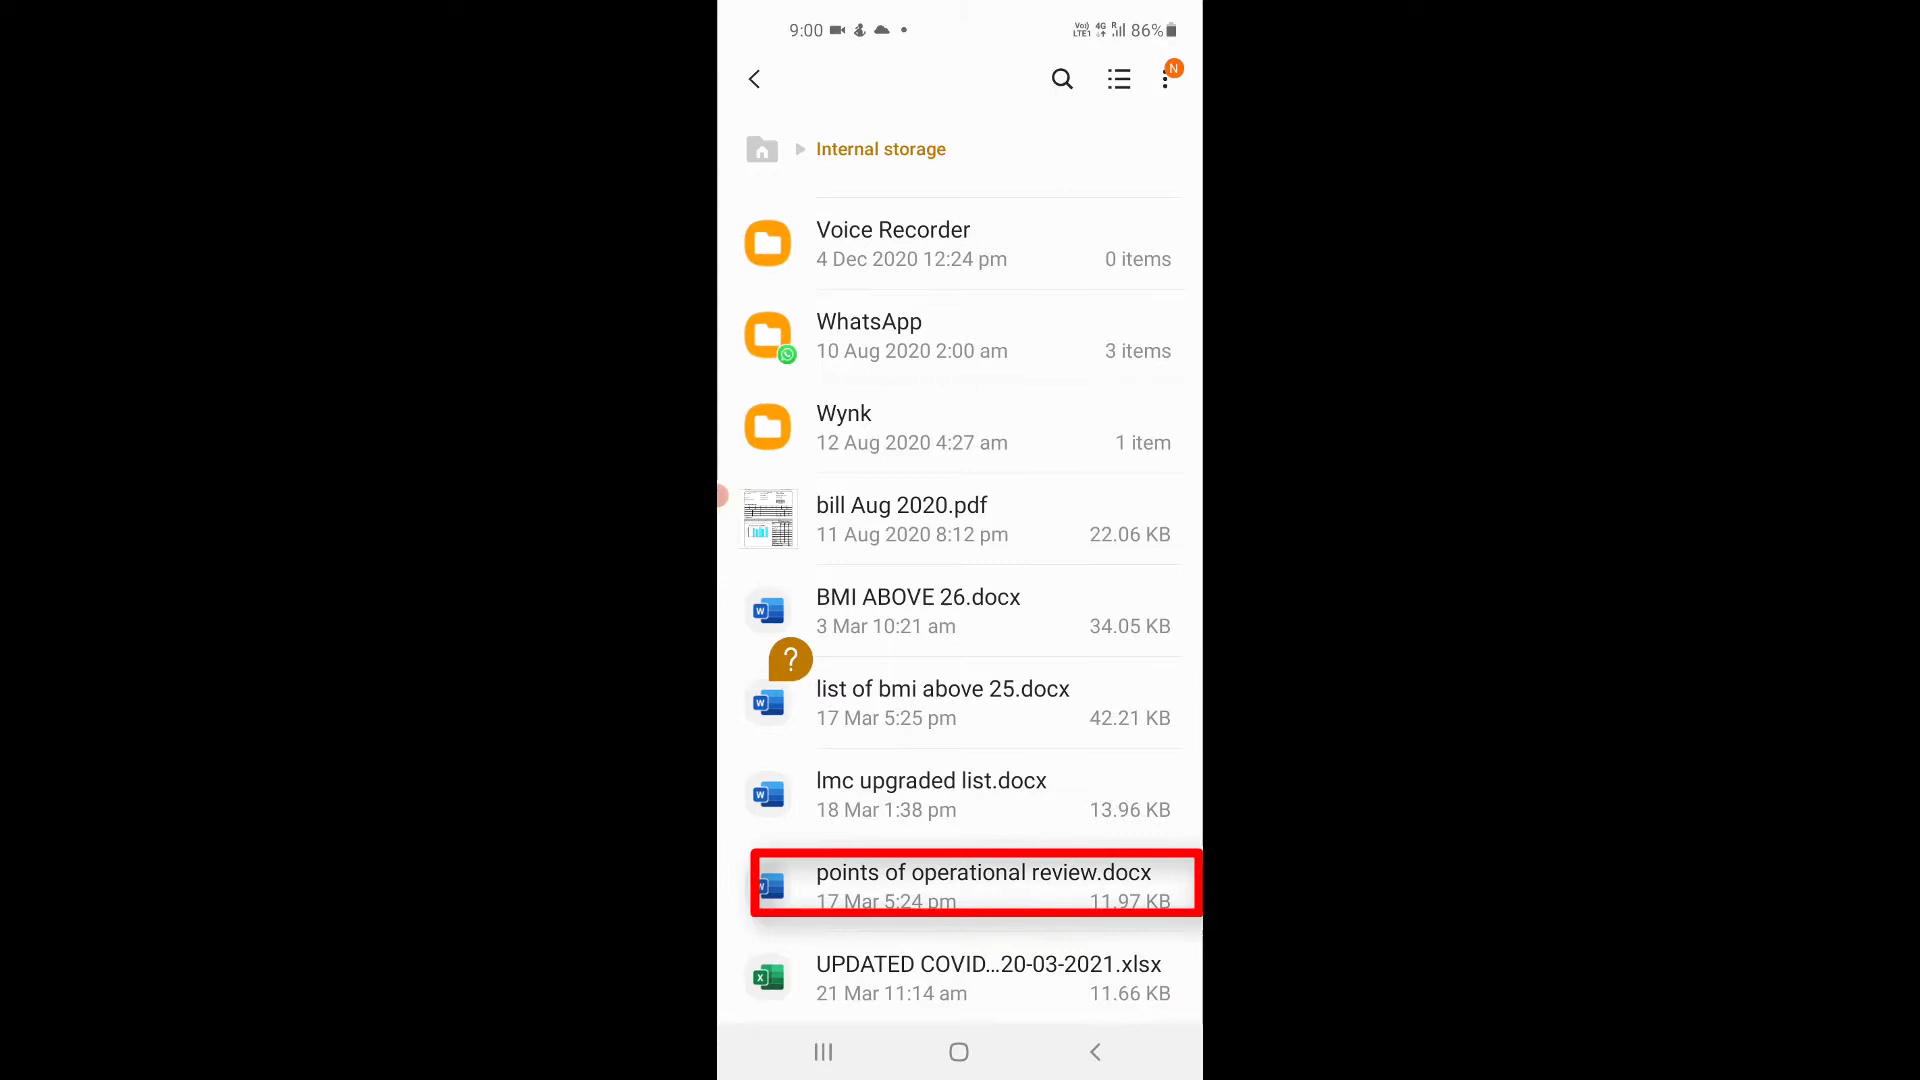 9:00 Vo)) LTE1 4G R 86%
N
Internal storage
Voice Recorder
4 Dec 2020 12:24 pm 0 items
WhatsApp
10 Aug 2020 2:00 am 3 items
Wynk
12 Aug 2020 4:27 am 1 item
bill Aug 2020.pdf
11 Aug 2020 8:12 pm 22.06 KB
W
BMI ABOVE 26.docx
3 Mar 10:21 am 34.05 KB
?
W
list of bmi above 25.docx
17 Mar 5:25 pm 42.21 KB
W
lmc upgraded list.docx
18 Mar 1:38 pm 13.96 KB
W
points of operational review.docx
17 Mar 5:24 pm 11.97 KB
X
UPDATED COVID...20-03-2021.xlsx
21 Mar 11:14 am 11.66 KB